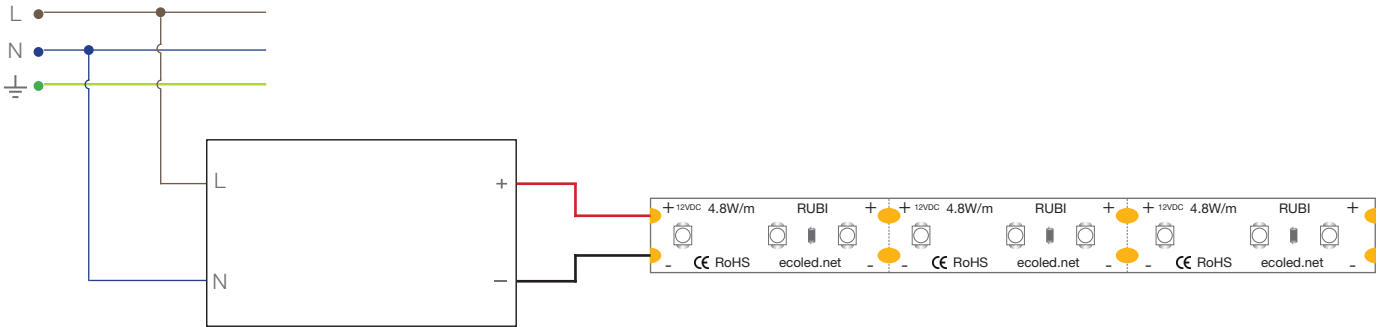 L
N
L
N
+
–
+ 12VDC 4.8W/m RUBI +
- CE RoHS ecoled.net -
+ 12VDC 4.8W/m RUBI +
- CE RoHS ecoled.net -
+ 12VDC 4.8W/m RUBI +
- CE RoHS ecoled.net -